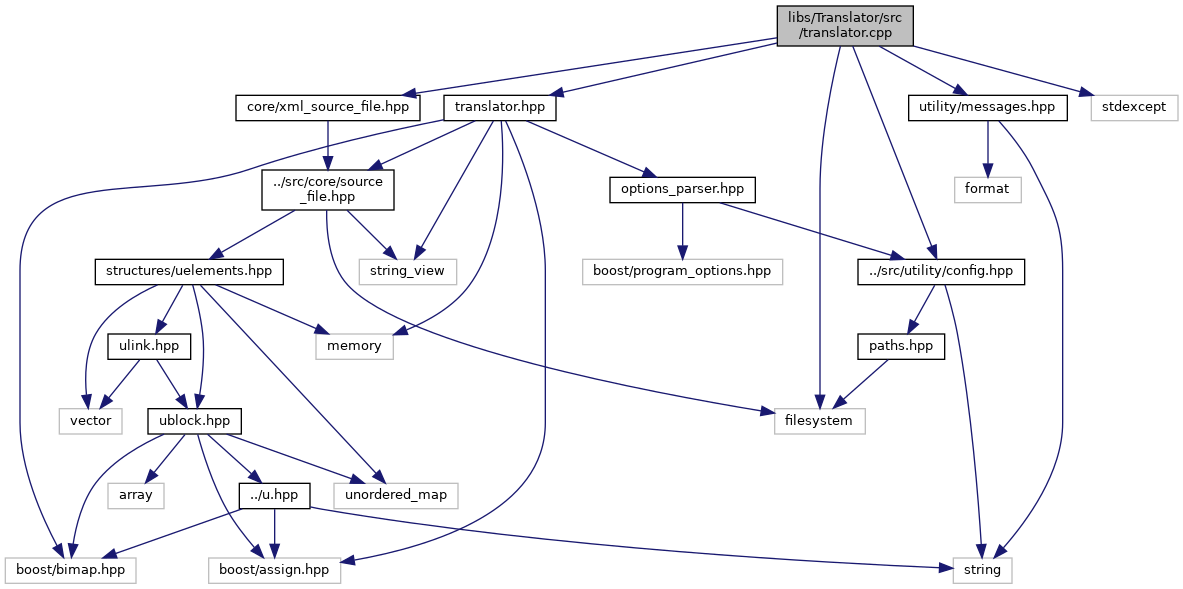 libs/Translator/src
/translator.cpp
core/xml_source_file.hpp
translator.hpp
utility/messages.hpp
stdexcept
../src/core/source
_file.hpp
options_parser.hpp
format
structures/uelements.hpp
string_view
boost/program_options.hpp
../src/utility/config.hpp
ulink.hpp
memory
paths.hpp
vector
ublock.hpp
filesystem
array
../u.hpp
unordered_map
boost/bimap.hpp
boost/assign.hpp
string